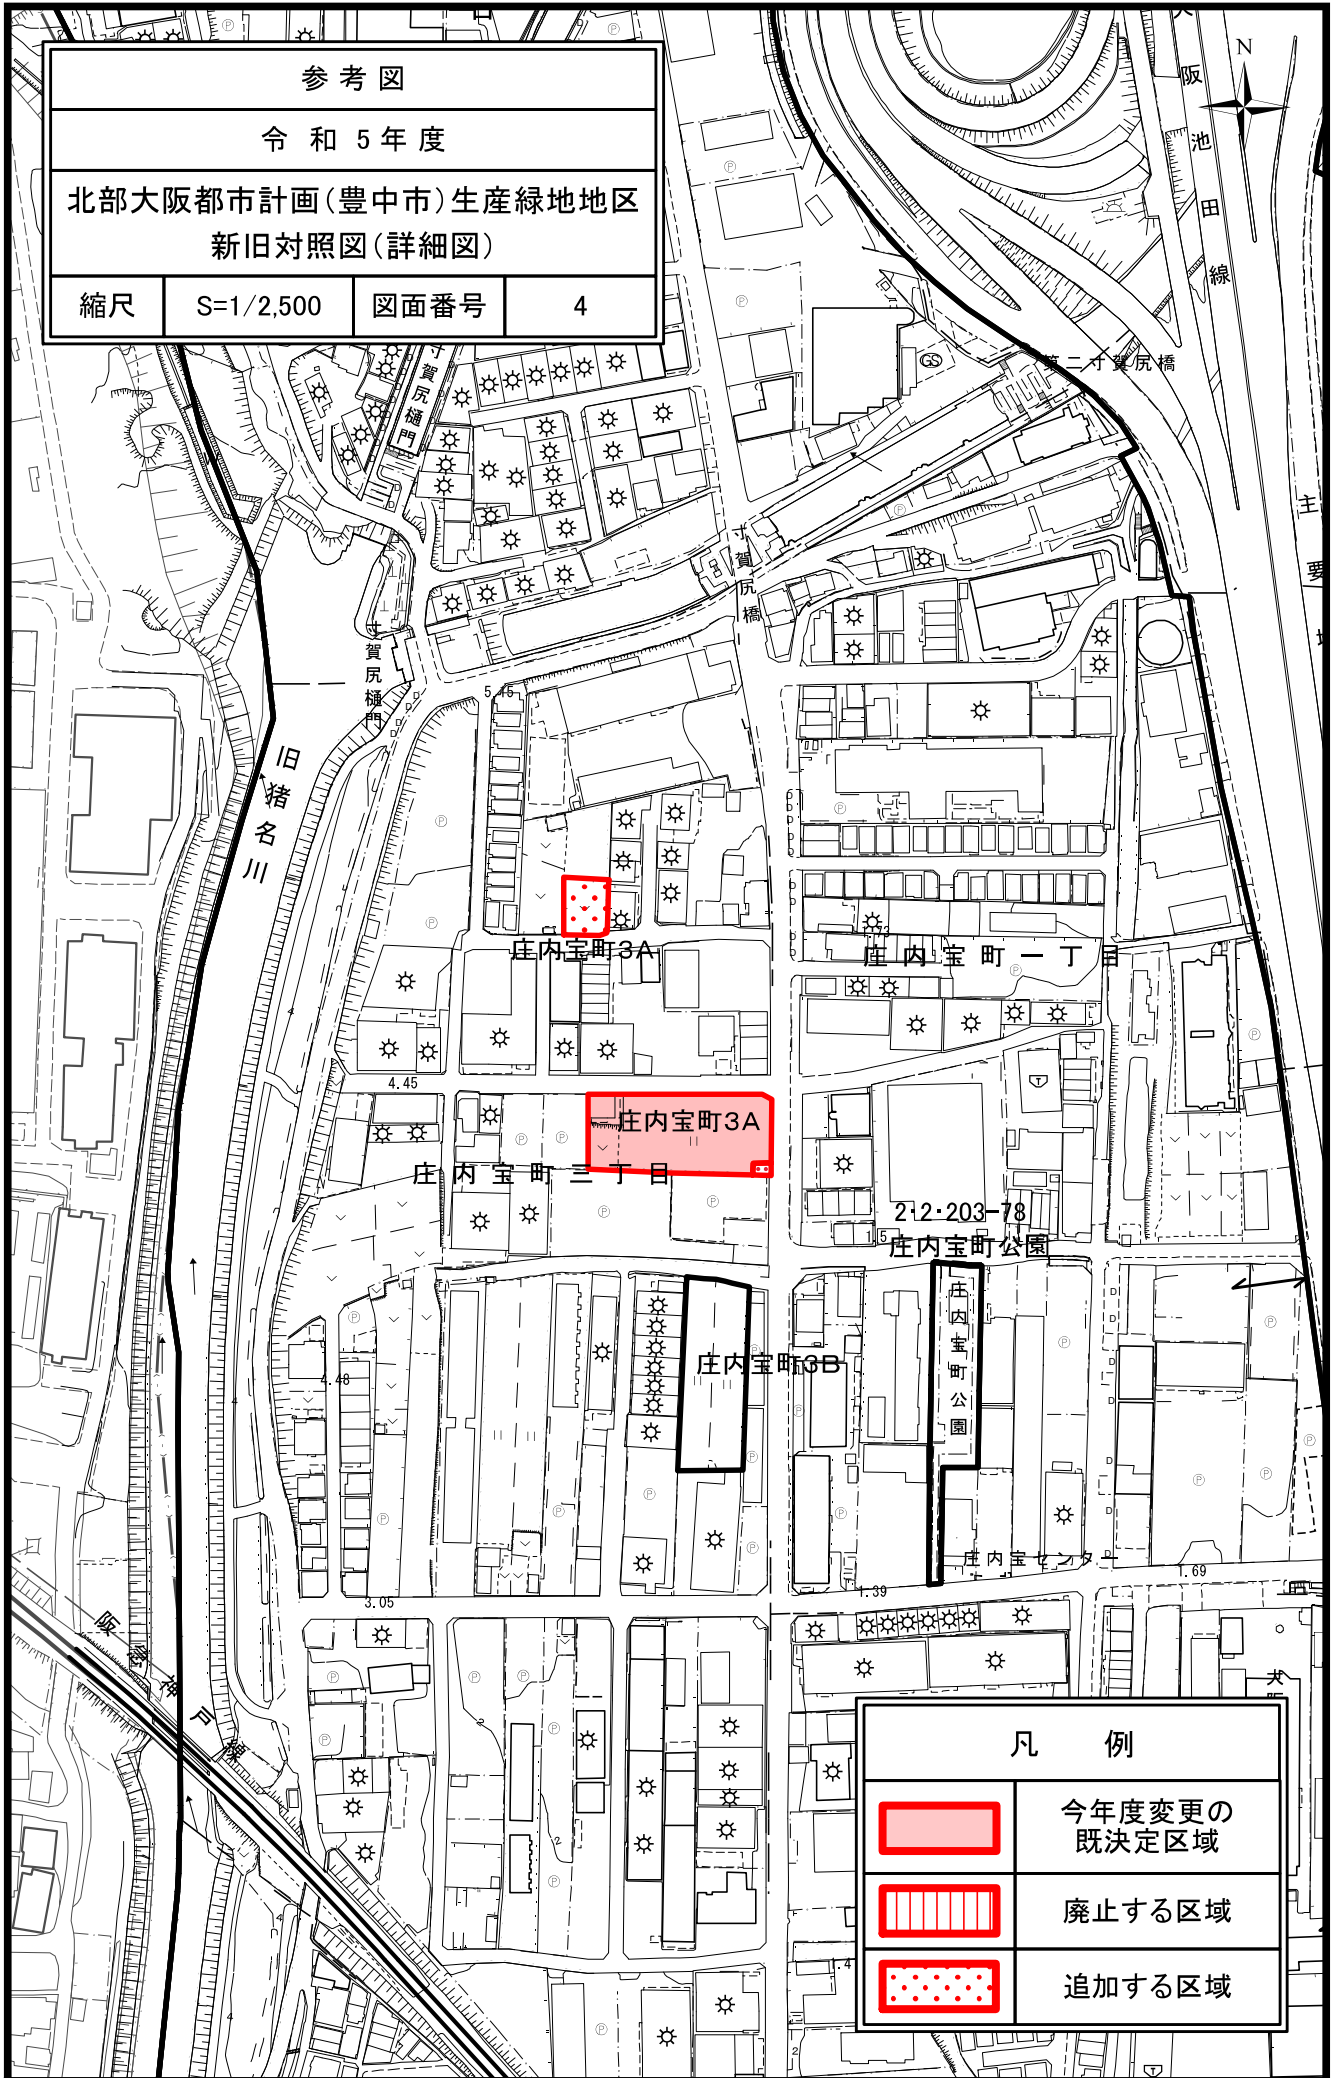 参考図
令和5年度
北部大阪都市計画(豊中市)生産緑地地区
新旧対照図(詳細図)
縮尺 S=1/2,500 図面番号 4
N
阪池田線
主要
第二寸賀尻橋
GS
寸賀尻樋門
寸賀尻橋
寸賀尻樋門
5.15
旧猪名川
庄内宝町3A
庄内宝町一丁目
4.45
庄内宝町3A
庄内宝町三丁目
2・2・203-78
庄内宝町公園
庄内宝町公園
庄内宝町3B
4.48
庄内宝センター
1.69
1.39
3.05
阪急神戸線
凡例
今年度変更の
既決定区域
廃止する区域
追加する区域